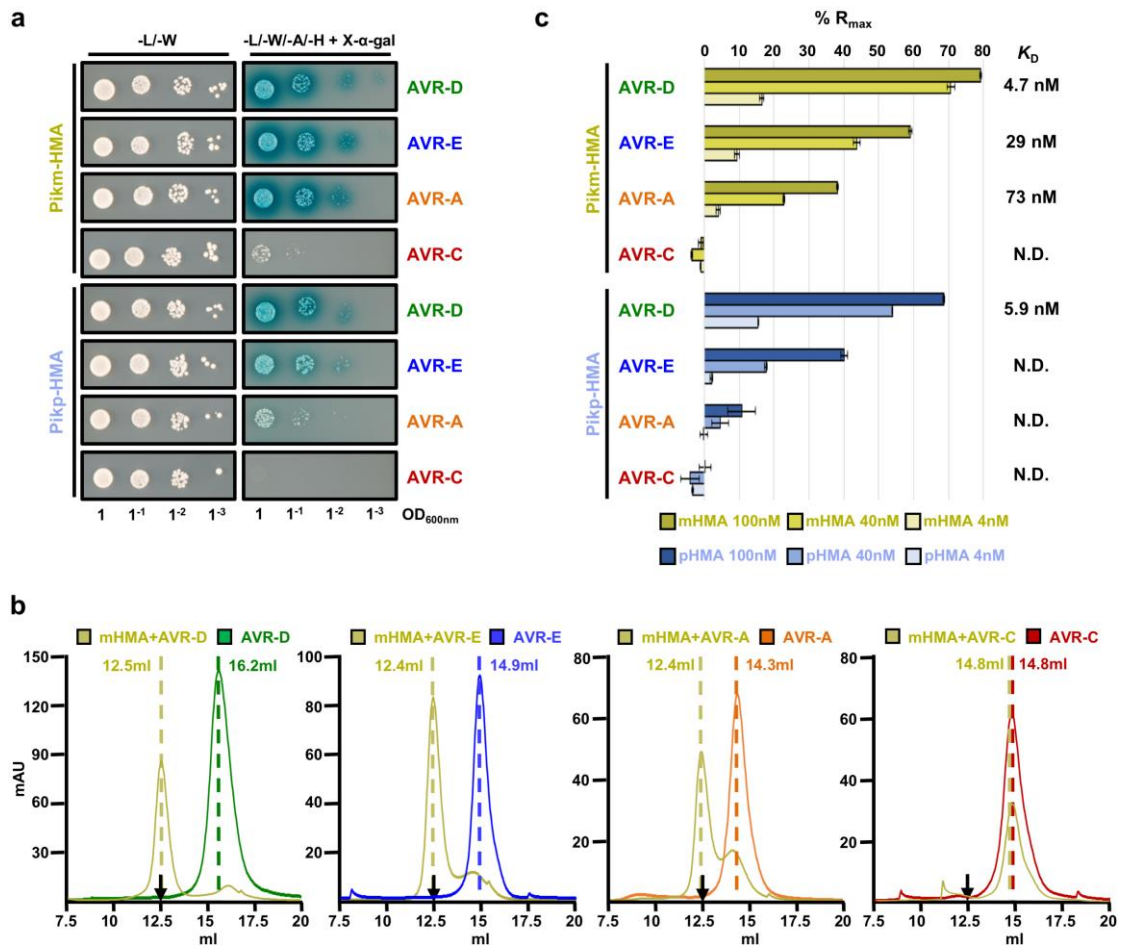 a
-L/-W
-L/-W/-A/-H + X-α-gal
Pikm-HMA
AVR-D
AVR-E
AVR-A
AVR-C
Pikp-HMA
AVR-D
AVR-E
AVR-A
AVR-C
1 1-1 1-2 1-3 1 1-1 1-2 1-3 OD600nm
c
% Rmax
0 10 20 30 40 50 60 70 80
KD
Pikm-HMA
AVR-D 4.7 nM
AVR-E 29 nM
AVR-A 73 nM
AVR-C N.D.
Pikp-HMA
AVR-D 5.9 nM
AVR-E N.D.
AVR-A N.D.
AVR-C N.D.
mHMA 100nM mHMA 40nM mHMA 4nM
pHMA 100nM pHMA 40nM pHMA 4nM
b
mHMA+AVR-D AVR-D
12.5ml 16.2ml
mAU
150
120
90
60
30
7.5 10 12.5 15 17.5 20
ml
mHMA+AVR-E AVR-E
12.4ml 14.9ml
100
80
60
40
20
7.5 10 12.5 15 17.5 20
ml
mHMA+AVR-A AVR-A
12.4ml 14.3ml
80
60
40
20
7.5 10 12.5 15 17.5 20
ml
mHMA+AVR-C AVR-C
14.8ml 14.8ml
80
60
40
20
7.5 10 12.5 15 17.5 20
ml